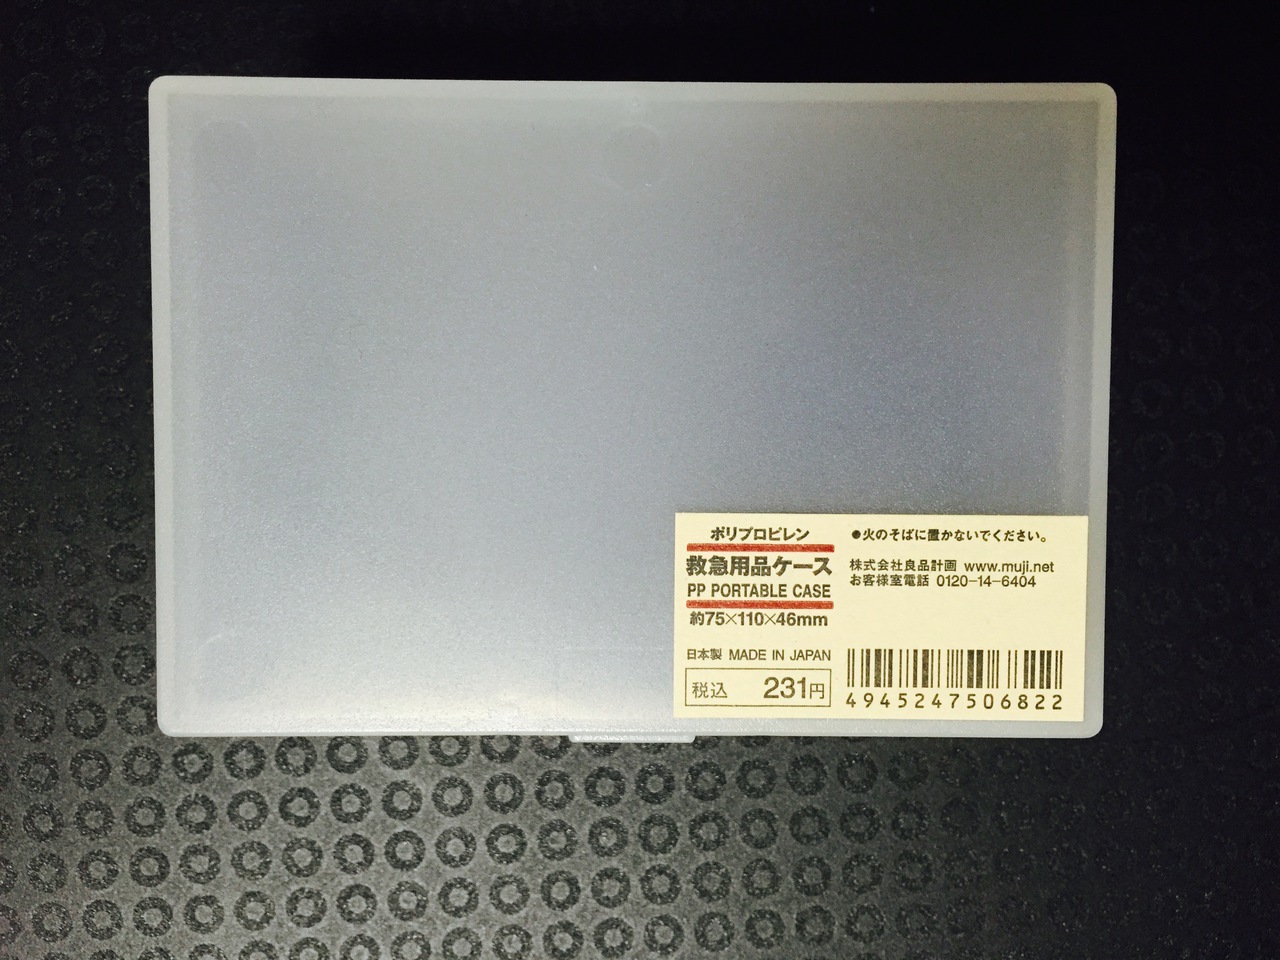 ポリプロピレン
救急用品ケース
PP PORTABLE CASE
約75×110×46mm
日本製 MADE IN JAPAN
税込 231円
●火のそばに置かないでください。
株式会社良品計画 www.muji.net
お客様室電話 0120-14-6404
4945247506822